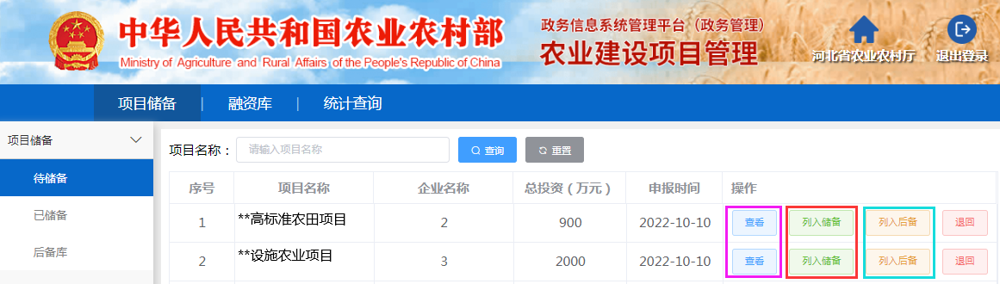 中华人民共和国农业农村部
Ministry of Agriculture and Rural Affairs of the People's Republic of China
政务信息系统管理平台（政务管理）
农业建设项目管理
河北省农业农村厅 退出登录
项目储备 | 融资库 | 统计查询
项目储备
待储备
已储备
后备库
项目名称： 请输入项目名称 查询 重置
序号 项目名称 企业名称 总投资（万元） 申报时间 操作
1 **高标准农田项目 2 900 2022-10-10 查看 列入储备 列入后备 退回
2 **设施农业项目 3 2000 2022-10-10 查看 列入储备 列入后备 退回